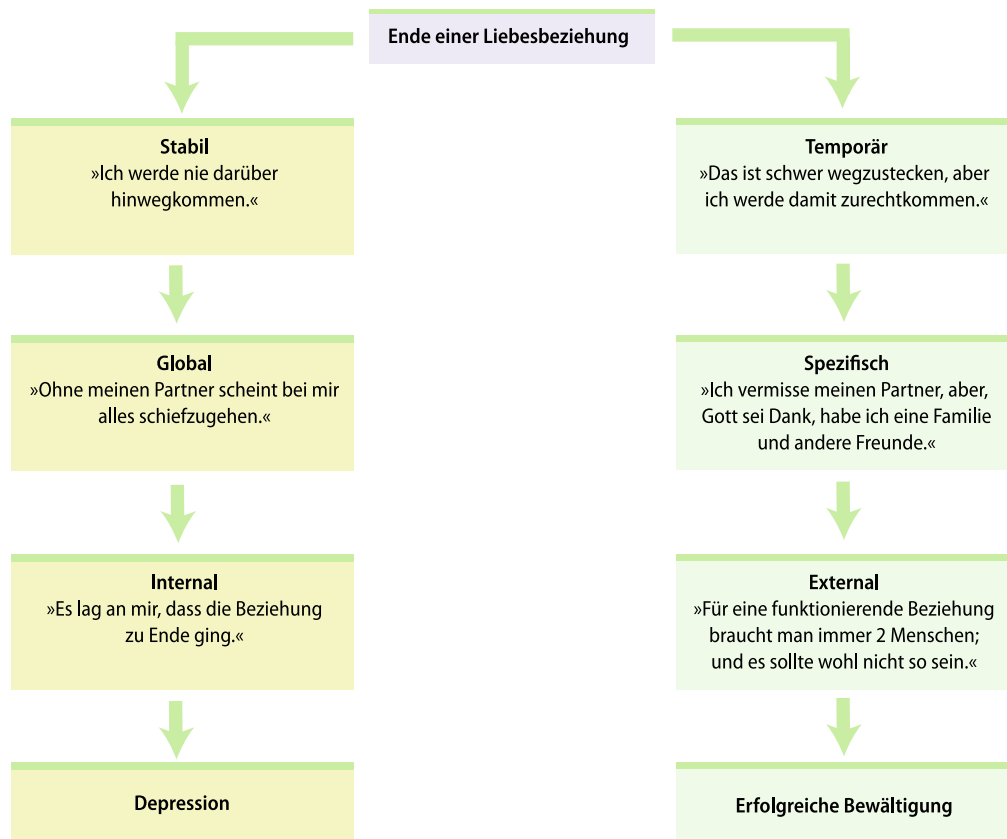 Ende einer Liebesbeziehung
Stabil
»Ich werde nie darüber
hinwegkommen.«
Global
»Ohne meinen Partner scheint bei mir
alles schiefzugehen.«
Internal
»Es lag an mir, dass die Beziehung
zu Ende ging.«
Depression
Temporär
»Das ist schwer wegzustecken, aber
ich werde damit zurechtkommen.«
Spezifisch
»Ich vermisse meinen Partner, aber,
Gott sei Dank, habe ich eine Familie
und andere Freunde.«
External
»Für eine funktionierende Beziehung
braucht man immer 2 Menschen;
und es sollte wohl nicht so sein.«
Erfolgreiche Bewältigung